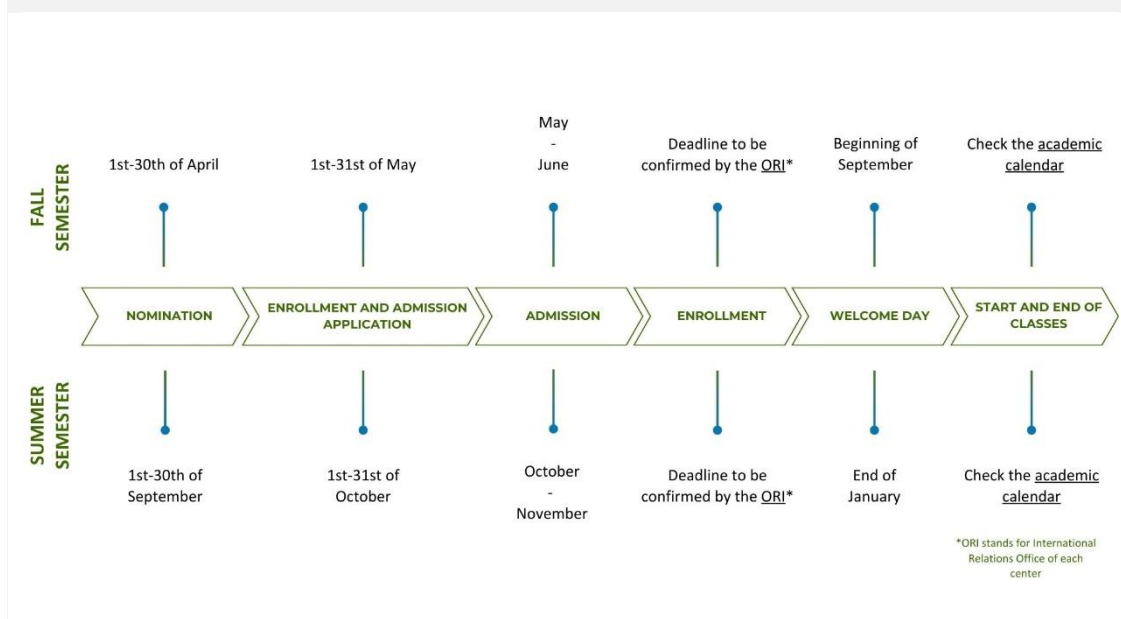 FALL
SEMESTER
1st-30th of April
1st-31st of May
May
-
June
Deadline to be
confirmed by the ORI*
Beginning of
September
Check the academic
calendar
NOMINATION
ENROLLMENT AND ADMISSION
APPLICATION
ADMISSION
ENROLLMENT
WELCOME DAY
START AND END OF
CLASSES
SUMMER
SEMESTER
1st-30th of
September
1st-31st of
October
October
-
November
Deadline to be
confirmed by the ORI*
End of
January
Check the academic
calendar
*ORI stands for International
Relations Office of each
center